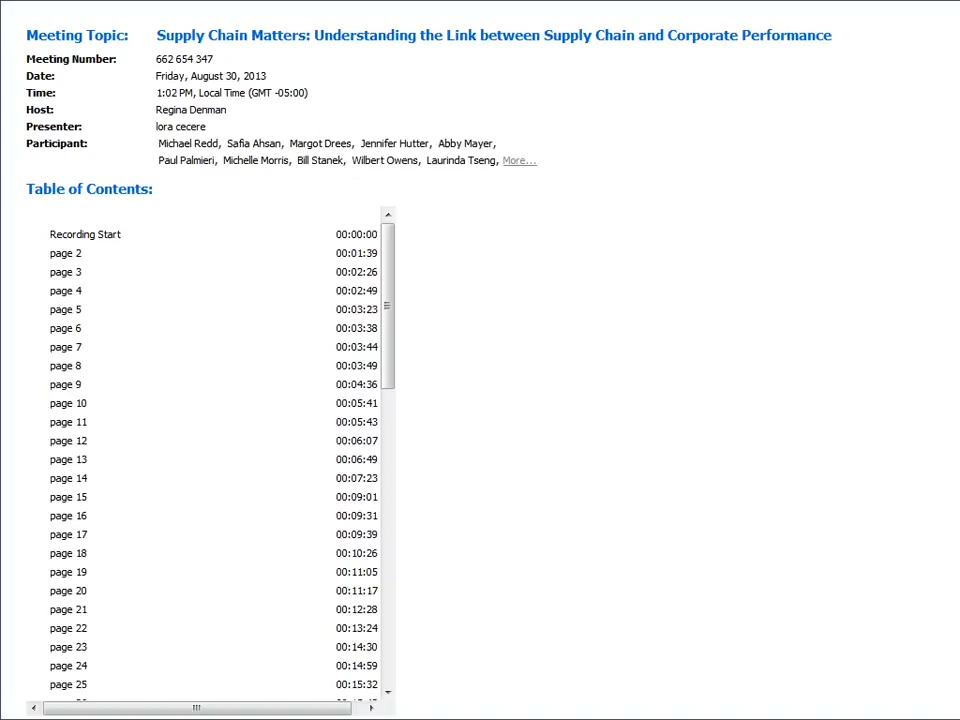 Meeting Topic: Supply Chain Matters: Understanding the Link between Supply Chain and Corporate Performance
Meeting Number: 662 654 347
Date: Friday, August 30, 2013
Time: 1:02 PM, Local Time (GMT -05:00)
Host: Regina Denman
Presenter: lora cecere
Participant: Michael Redd, Safia Ahsan, Margot Drees, Jennifer Hutter, Abby Mayer,
Paul Palmieri, Michelle Morris, Bill Stanek, Wilbert Owens, Laurinda Tseng, More...
Table of Contents:
Recording Start 00:00:00
page 2 00:01:39
page 3 00:02:26
page 4 00:02:49
page 5 00:03:23
page 6 00:03:38
page 7 00:03:44
page 8 00:03:49
page 9 00:04:36
page 10 00:05:41
page 11 00:05:43
page 12 00:06:07
page 13 00:06:49
page 14 00:07:23
page 15 00:09:01
page 16 00:09:31
page 17 00:09:39
page 18 00:10:26
page 19 00:11:05
page 20 00:11:17
page 21 00:12:28
page 22 00:13:24
page 23 00:14:30
page 24 00:14:59
page 25 00:15:32